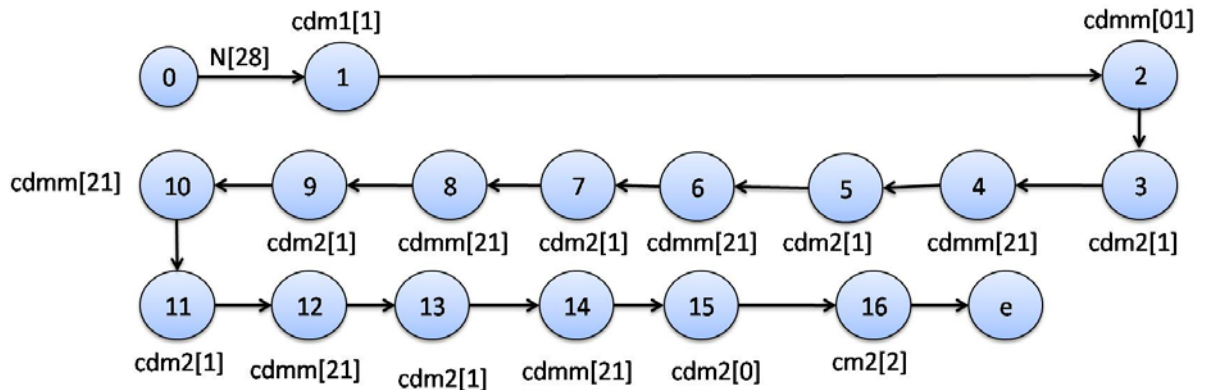 cdm1[1]
cdmm[01]
0 N[28] 1 2
cdmm[21] 10 9 8 7 6 5 4 3
cdm2[1] cdmm[21] cdm2[1] cdmm[21] cdm2[1] cdmm[21] cdm2[1]
11 12 13 14 15 16 e
cdm2[1] cdmm[21] cdm2[1] cdmm[21] cdm2[0] cm2[2]